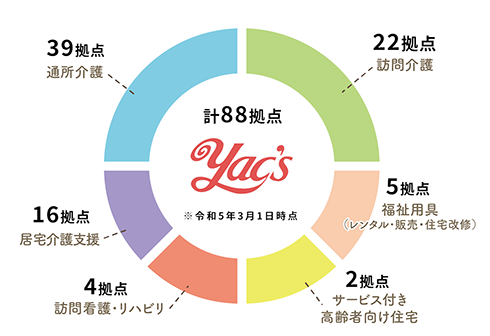 39拠点
通所介護
22拠点
訪問介護
計88拠点
yac's
※令和5年3月1日時点
5拠点
福祉用具
(レンタル・販売・住宅改修)
16拠点
居宅介護支援
4拠点
訪問看護・リハビリ
2拠点
サービス付き
高齢者向け住宅